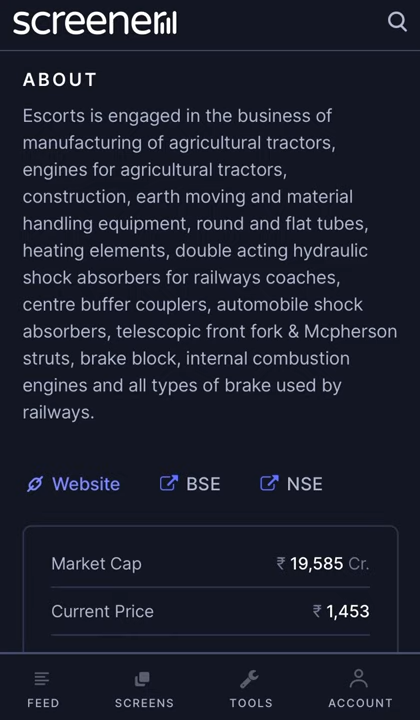 screener
ABOUT
Escorts is engaged in the business of
manufacturing of agricultural tractors,
engines for agricultural tractors,
construction, earth moving and material
handling equipment, round and flat tubes,
heating elements, double acting hydraulic
shock absorbers for railways coaches,
centre buffer couplers, automobile shock
absorbers, telescopic front fork & Mcpherson
struts, brake block, internal combustion
engines and all types of brake used by
railways.
Website BSE NSE
Market Cap ₹ 19,585 Cr.
Current Price ₹ 1,453
FEED SCREENS TOOLS ACCOUNT